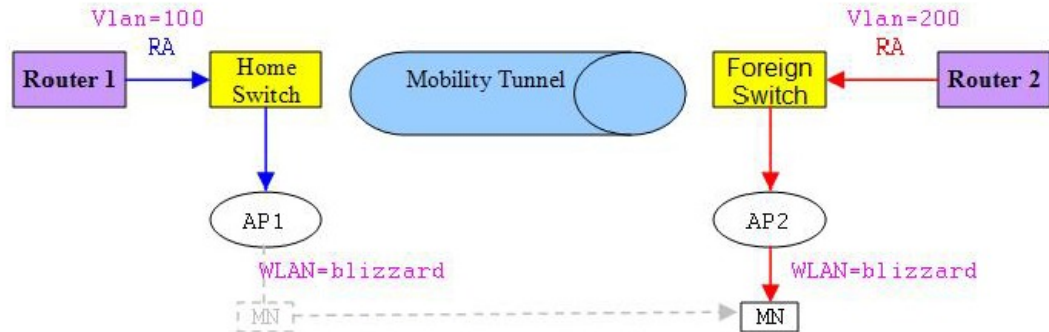 Vlan=100
RA
Router 1
Home
Switch
Mobility Tunnel
Vlan=200
RA
Foreign
Switch
Router 2
AP1
AP2
WLAN=blizzard
WLAN=blizzard
MN
MN